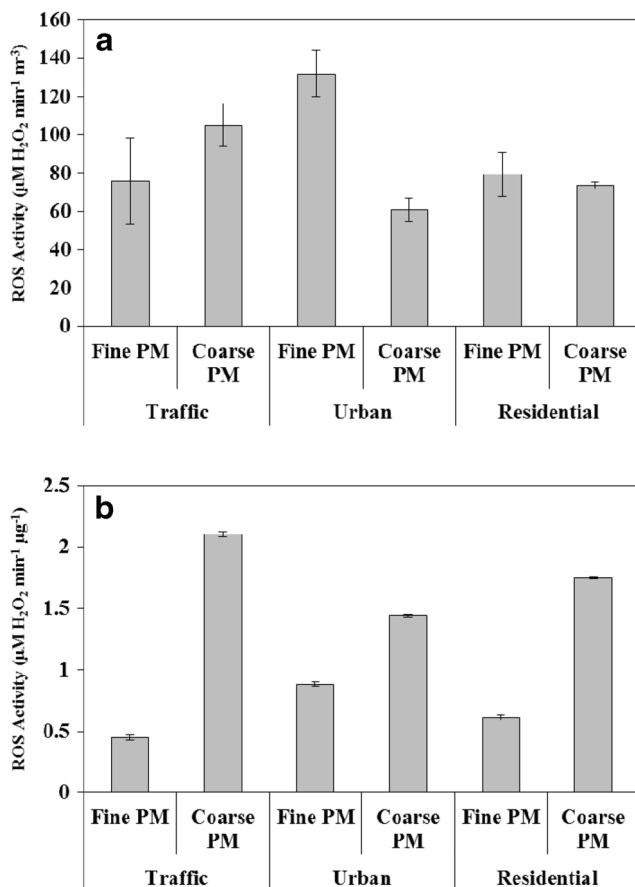 a
ROS Activity (µM H₂O₂ min⁻¹ m⁻³)
160
140
120
100
80
60
40
20
0
Fine PM Coarse PM Fine PM Coarse PM Fine PM Coarse PM
Traffic Urban Residential
b
ROS Activity (µM H₂O₂ min⁻¹ µg⁻¹)
2.5
2
1.5
1
0.5
0
Fine PM Coarse PM Fine PM Coarse PM Fine PM Coarse PM
Traffic Urban Residential